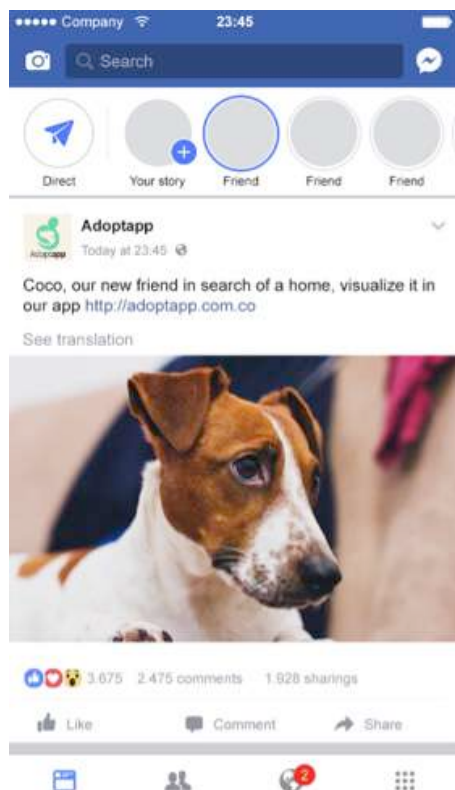 Company 23:45
Search
Direct Your story Friend Friend Friend
Adoptapp
Adoptapp
Today at 23:45
Coco, our new friend in search of a home, visualize it in
our app http://adoptapp.com.co
See translation
3.675 2.475 comments 1.928 sharings
Like Comment Share
2